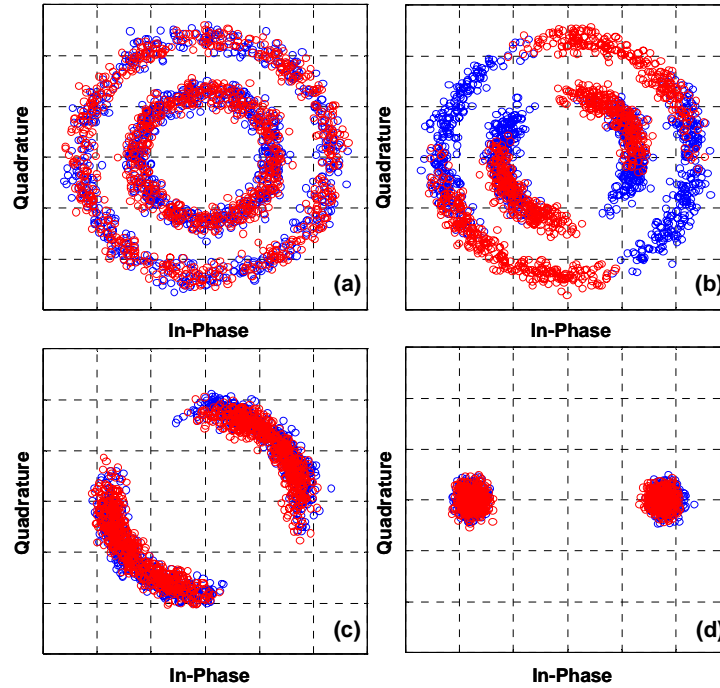 Quadrature
(a)
In-Phase
Quadrature
(b)
In-Phase
Quadrature
(c)
In-Phase
Quadrature
(d)
In-Phase